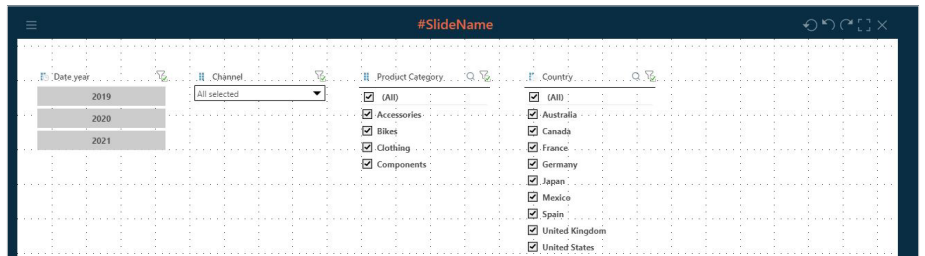 #SlideName
Date year
2019
2020
2021
Channel
All selected
Product Category
(All)
Accessories
Bikes
Clothing
Components
Country
(All)
Australia
Canada
France
Germany
Japan
Mexico
Spain
United Kingdom
United States